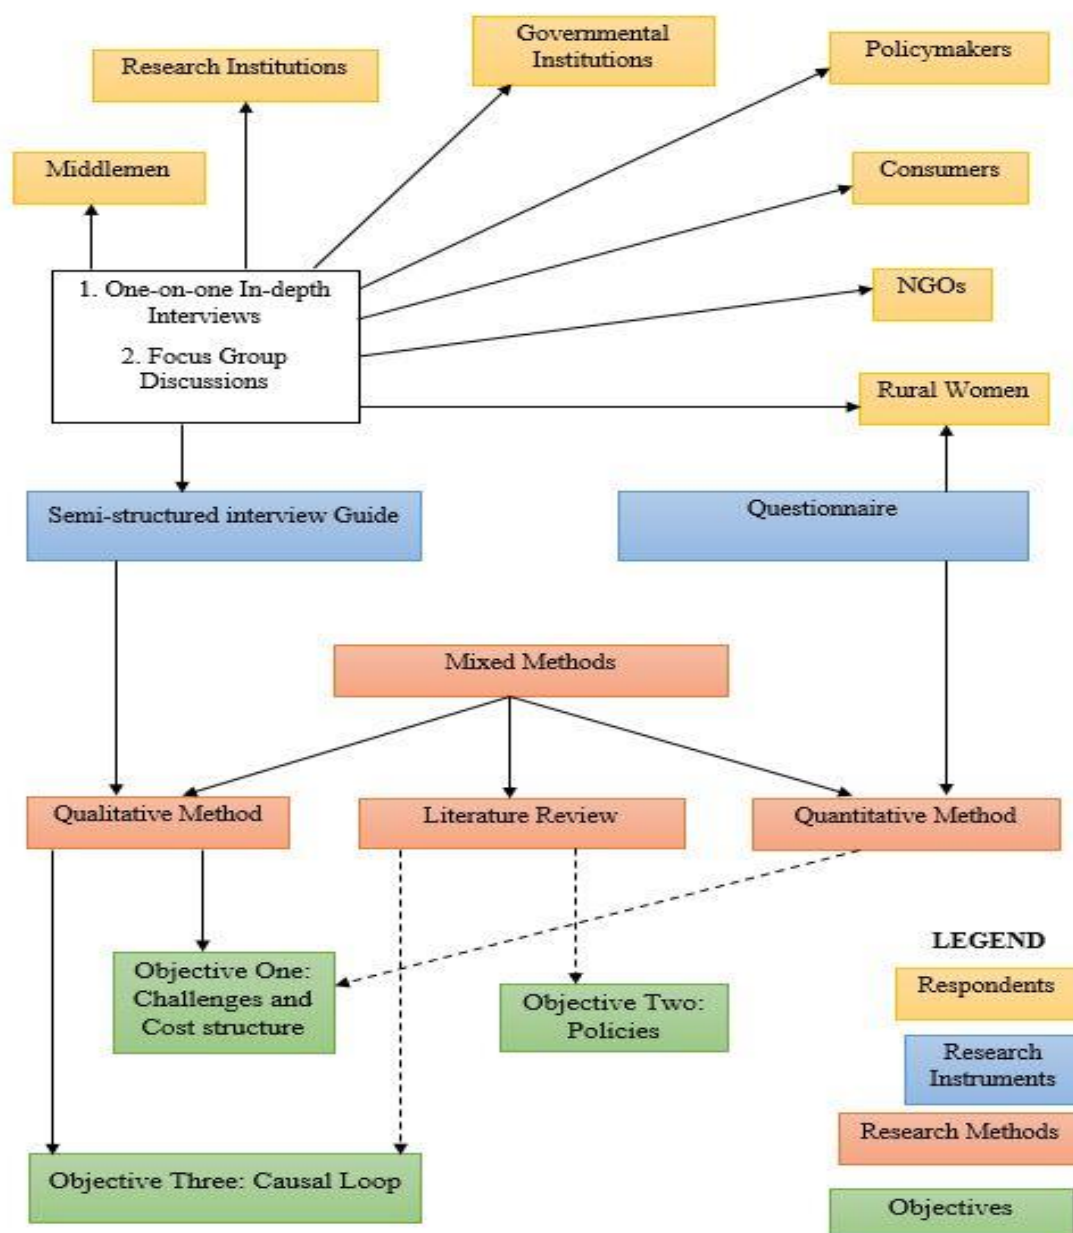 Governmental
Institutions
Policymakers
Research Institutions
Middlemen
Consumers
1. One-on-one In-depth
Interviews
2. Focus Group
Discussions
NGOs
Rural Women
Semi-structured interview Guide
Questionnaire
Mixed Methods
Qualitative Method
Literature Review
Quantitative Method
Objective One:
Challenges and
Cost structure
Objective Two:
Policies
Objective Three: Causal Loop
LEGEND
Respondents
Research
Instruments
Research Methods
Objectives